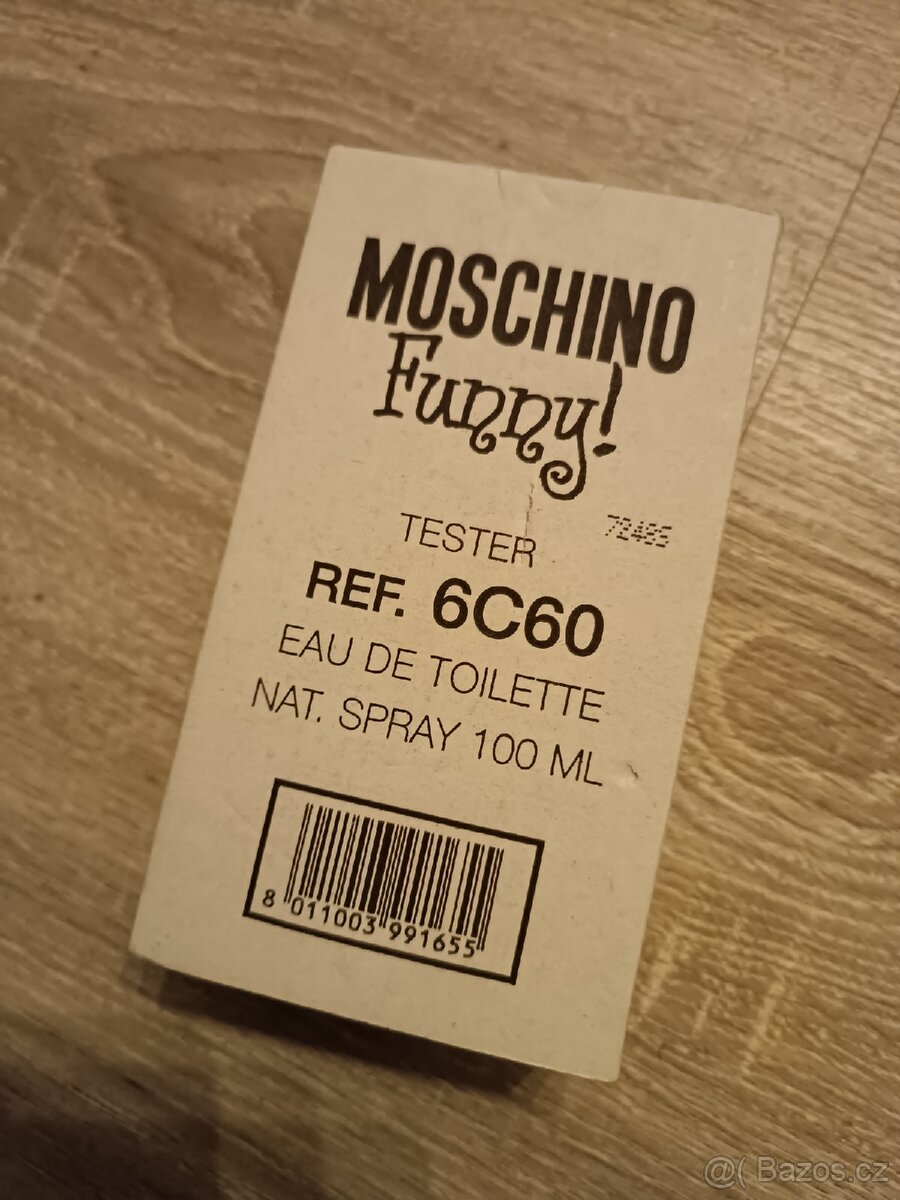 MOSCHINO
Funny!
72485
TESTER
REF. 6C60
EAU DE TOILETTE
NAT. SPRAY 100 ML
8 011003 991655
@( Bazos.cz